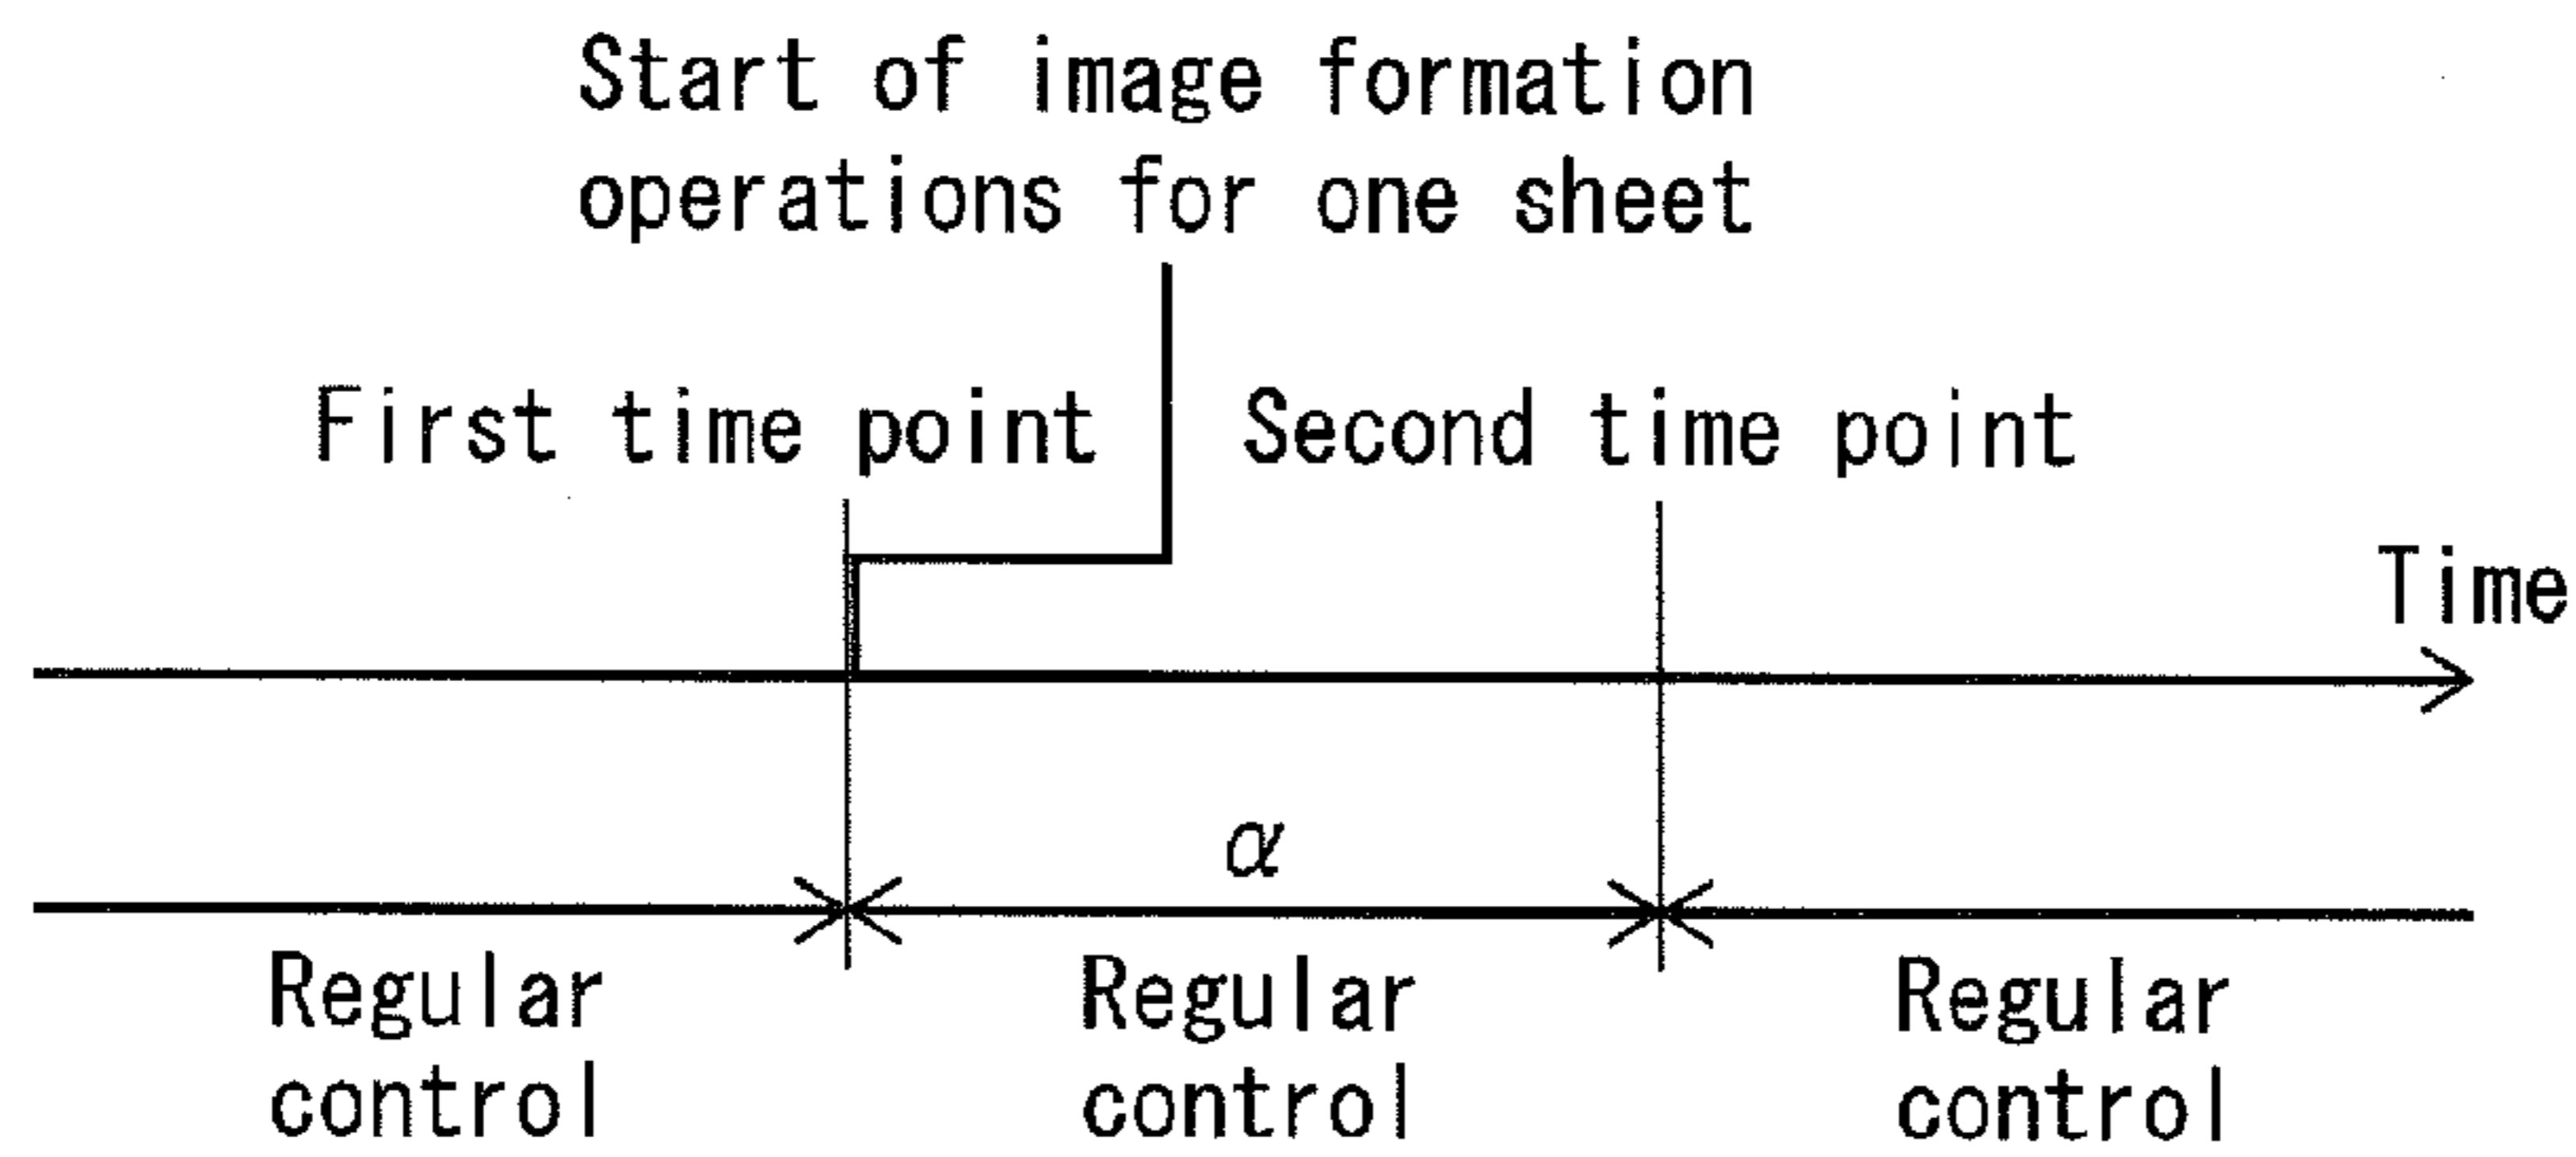 Start of image formation
operations for one sheet
First time point
Second time point
Time
α
Regular
control
Regular
control
Regular
control